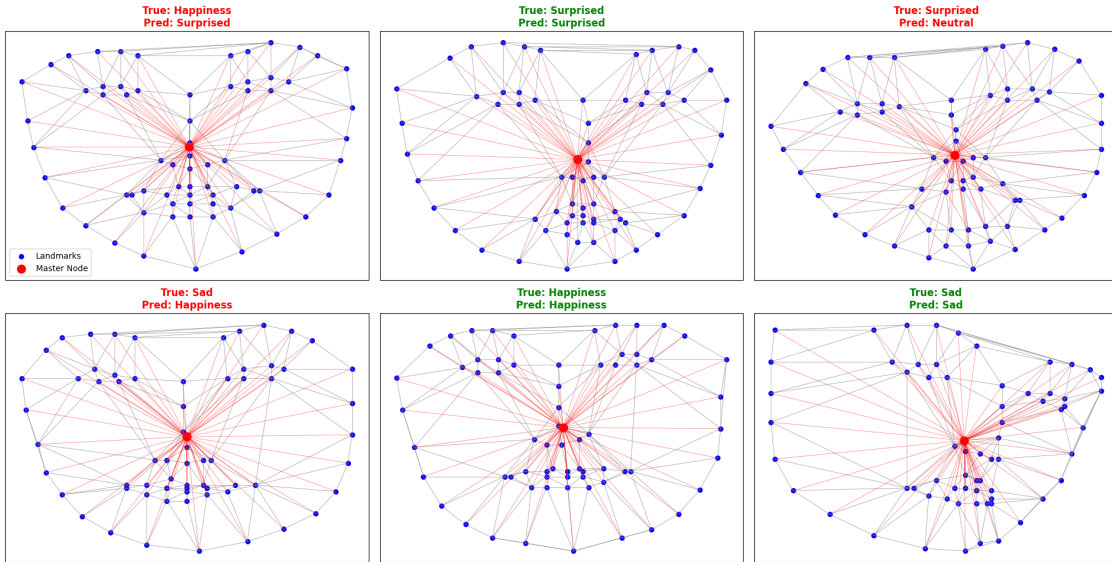 True: Happiness
Pred: Surprised
True: Surprised
Pred: Surprised
True: Surprised
Pred: Neutral
Landmarks
Master Node
True: Sad
Pred: Happiness
True: Happiness
Pred: Happiness
True: Sad
Pred: Sad